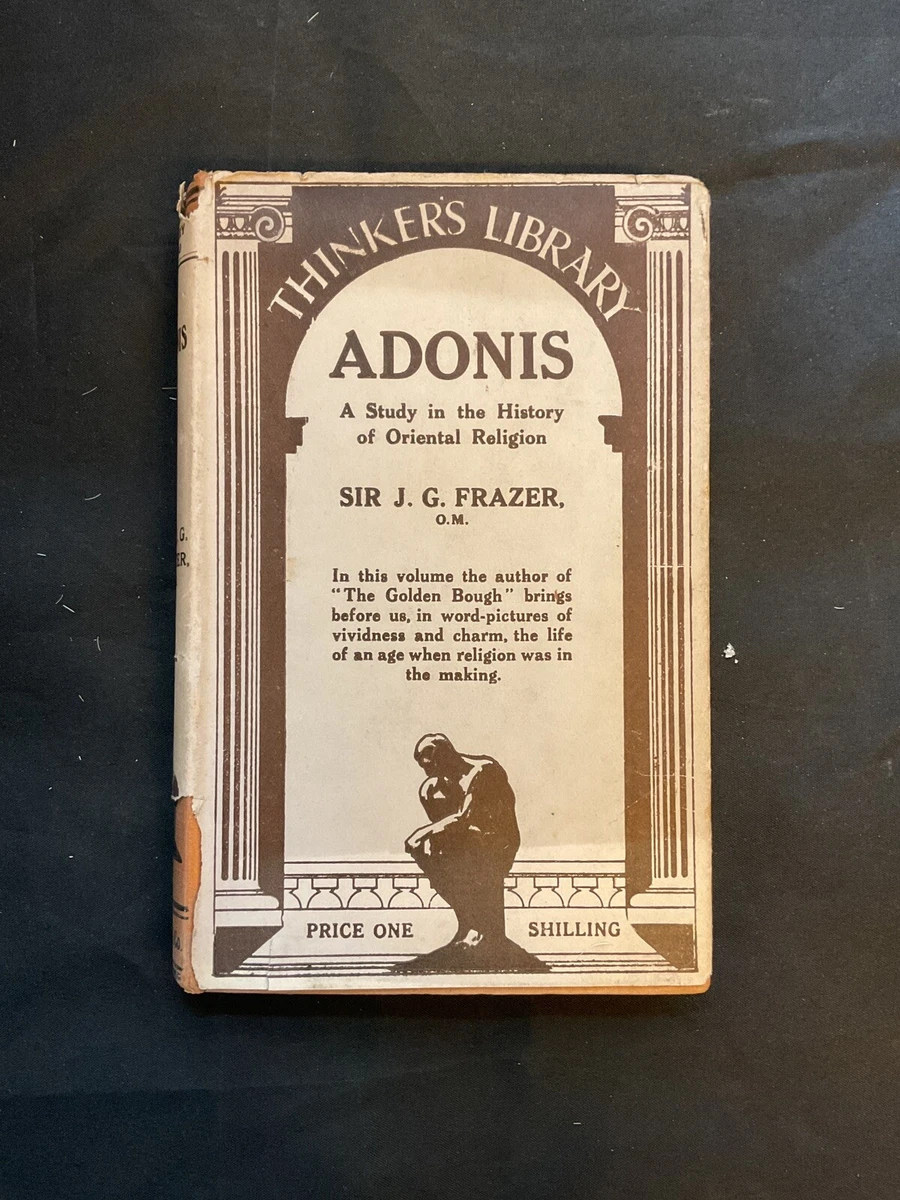 THINKER'S LIBRARY
ADONIS
A Study in the History
of Oriental Religion
SIR J. G. FRAZER,
O.M.
In this volume the author of
"The Golden Bough" brings
before us, in word-pictures of
vividness and charm, the life
of an age when religion was in
the making.
PRICE ONE SHILLING